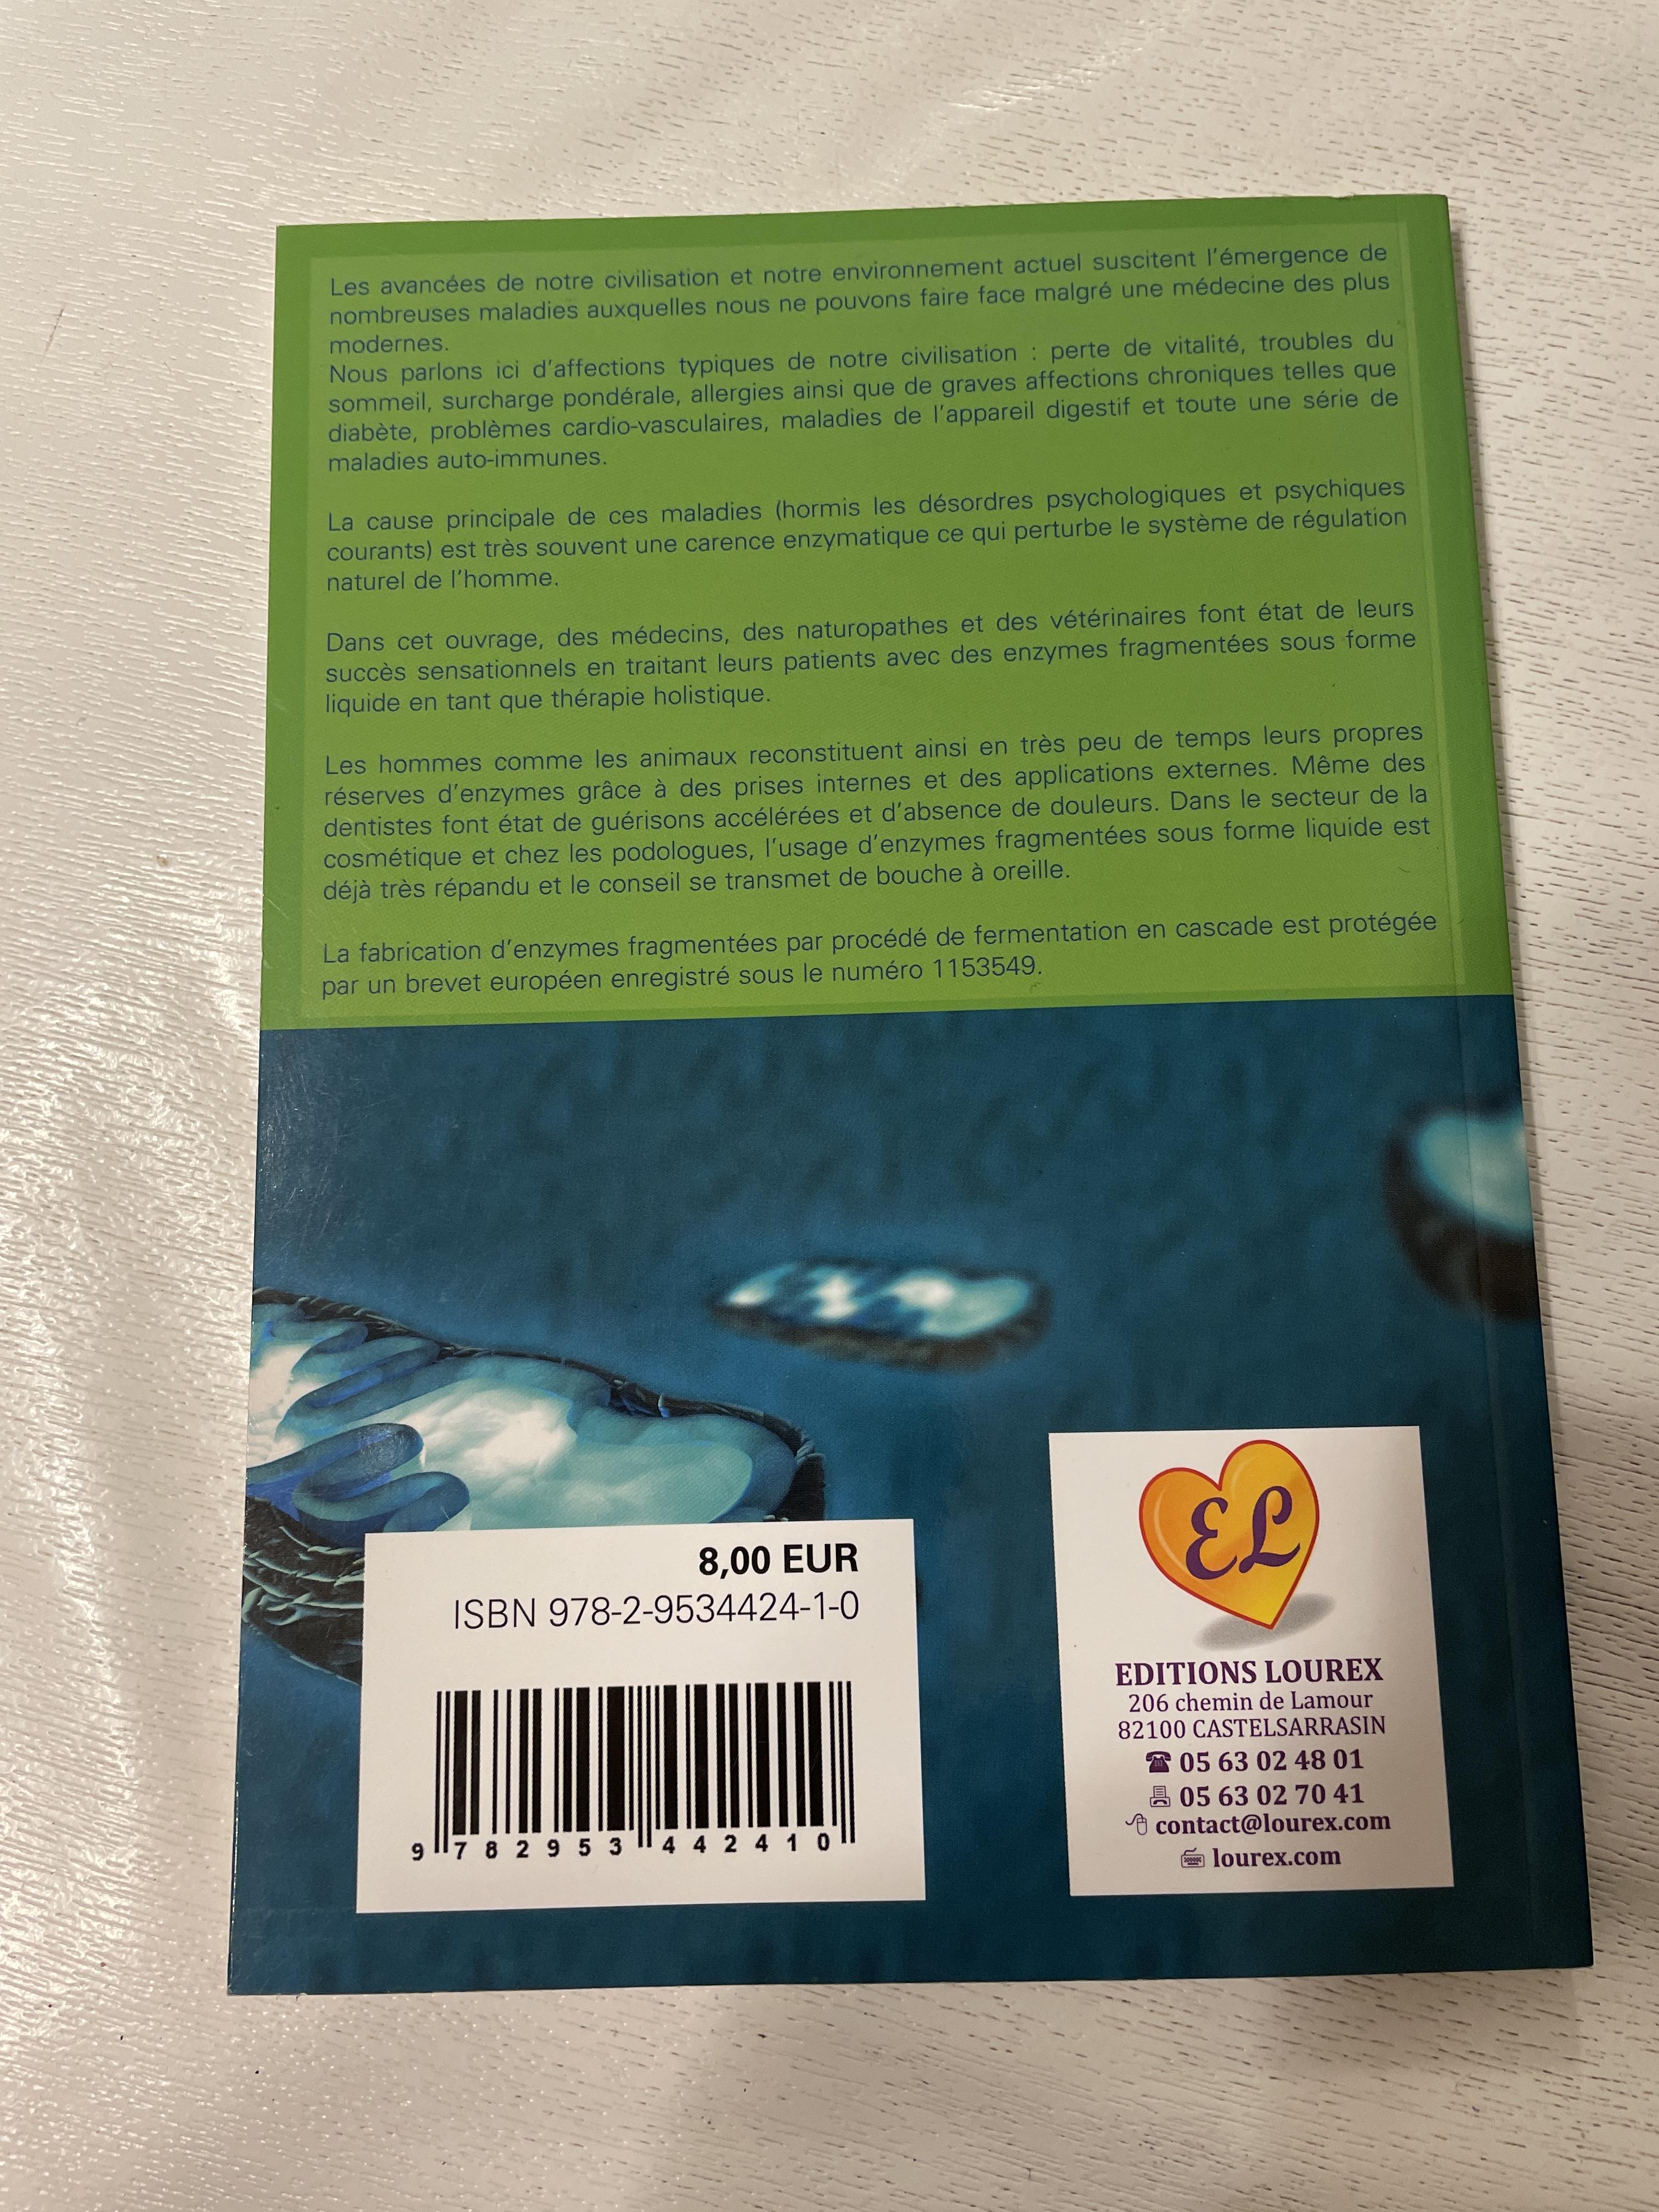 Les avancées de notre civilisation et notre environnement actuel suscitent l'émergence de
nombreuses maladies auxquelles nous ne pouvons faire face malgré une médecine des plus
modernes.
Nous parlons ici d'affections typiques de notre civilisation : perte de vitalité, troubles du
sommeil, surcharge pondérale, allergies ainsi que de graves affections chroniques telles que
diabète, problèmes cardio-vasculaires, maladies de l'appareil digestif et toute une série de
maladies auto-immunes.
La cause principale de ces maladies (hormis les désordres psychologiques et psychiques
courants) est très souvent une carence enzymatique ce qui perturbe le système de régulation
naturel de l'homme.
Dans cet ouvrage, des médecins, des naturopathes et des vétérinaires font état de leurs
succès sensationnels en traitant leurs patients avec des enzymes fragmentées sous forme
liquide en tant que thérapie holistique.
Les hommes comme les animaux reconstituent ainsi en très peu de temps leurs propres
réserves d'enzymes grâce à des prises internes et des applications externes. Même des
dentistes font état de guérisons accélérées et d'absence de douleurs. Dans le secteur de la
cosmétique et chez les podologues, l'usage d'enzymes fragmentées sous forme liquide est
déjà très répandu et le conseil se transmet de bouche à oreille.
La fabrication d'enzymes fragmentées par procédé de fermentation en cascade est protégée
par un brevet européen enregistré sous le numéro 1153549.
8,00 EUR
ISBN 978-2-9534424-1-0
9 782953 442410
EL
EDITIONS LOUREX
206 chemin de Lamour
82100 CASTELSARRASIN
05 63 02 48 01
05 63 02 70 41
contact@lourex.com
lourex.com